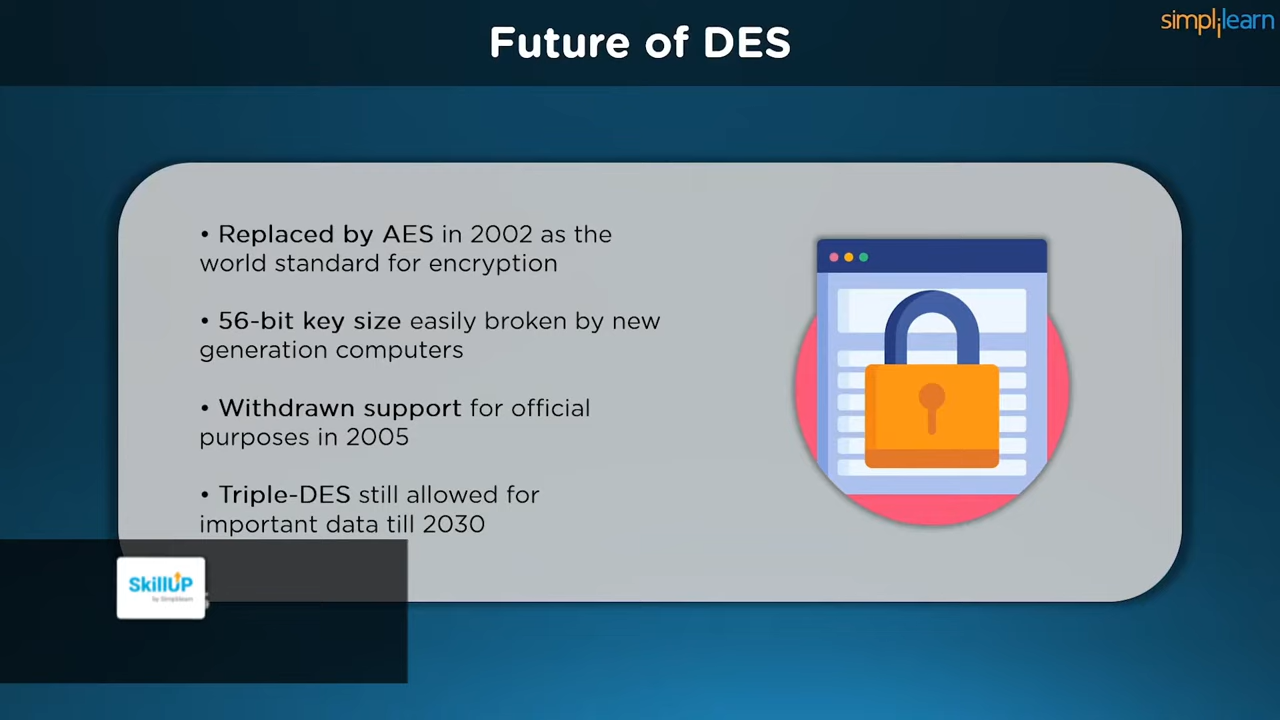 simplilearn
Future of DES
• Replaced by AES in 2002 as the
world standard for encryption
• 56-bit key size easily broken by new
generation computers
• Withdrawn support for official
purposes in 2005
• Triple-DES still allowed for
important data till 2030
SkillUP
by Simplilearn